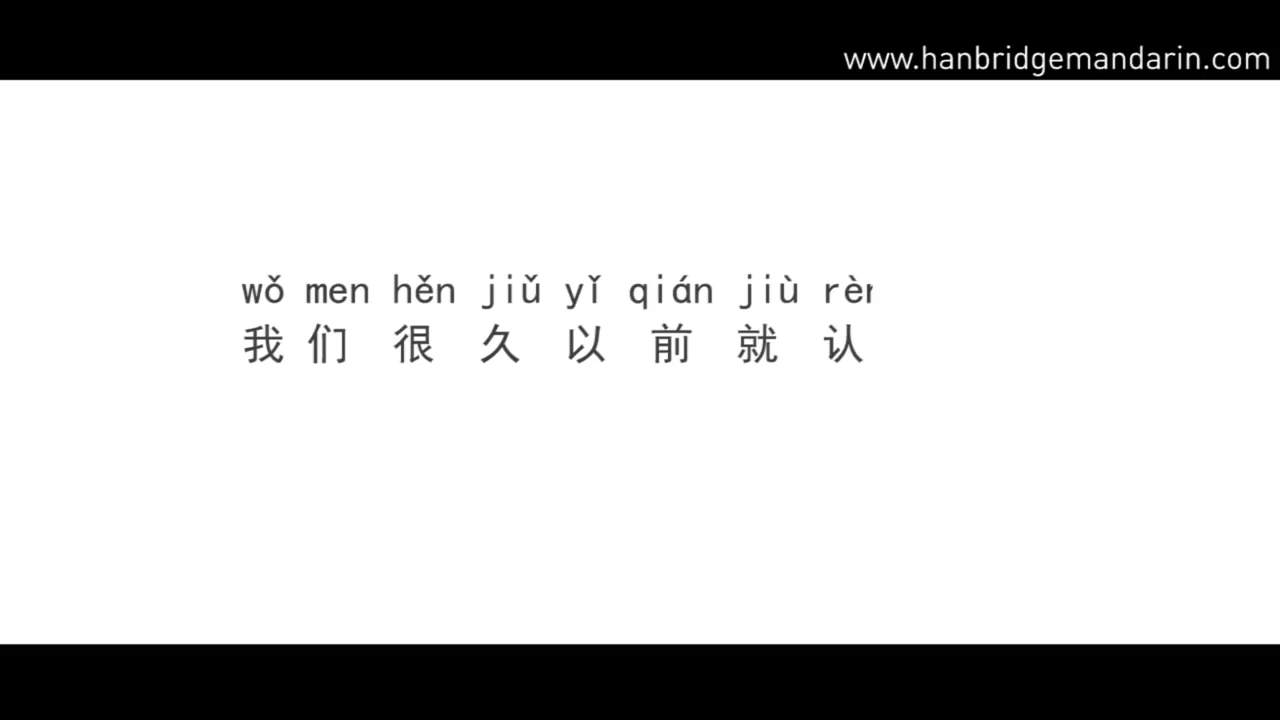 www.hanbridgemandarin.com
wǒ men hěn jiǔ yǐ qián jiù
我 们 很 久 以 前 就 认